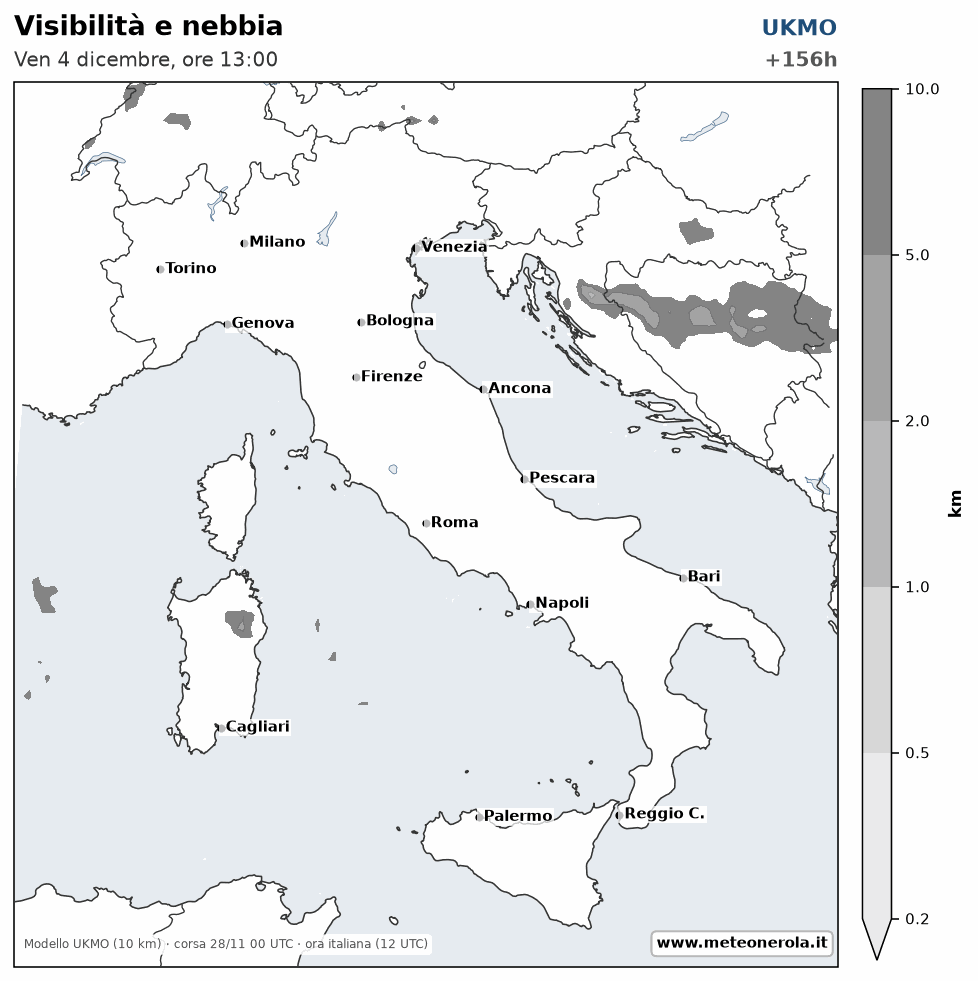 Visibilità e nebbia
UKMO
Ven 4 dicembre, ore 13:00
+156h
10.0
5.0
2.0
1.0
0.5
0.2
km
Milano
Venezia
Torino
Genova
Bologna
Firenze
Ancona
Pescara
Roma
Bari
Napoli
Cagliari
Palermo
Reggio C.
Modello UKMO (10 km) · corsa 28/11 00 UTC · ora italiana (12 UTC)
www.meteonerola.it